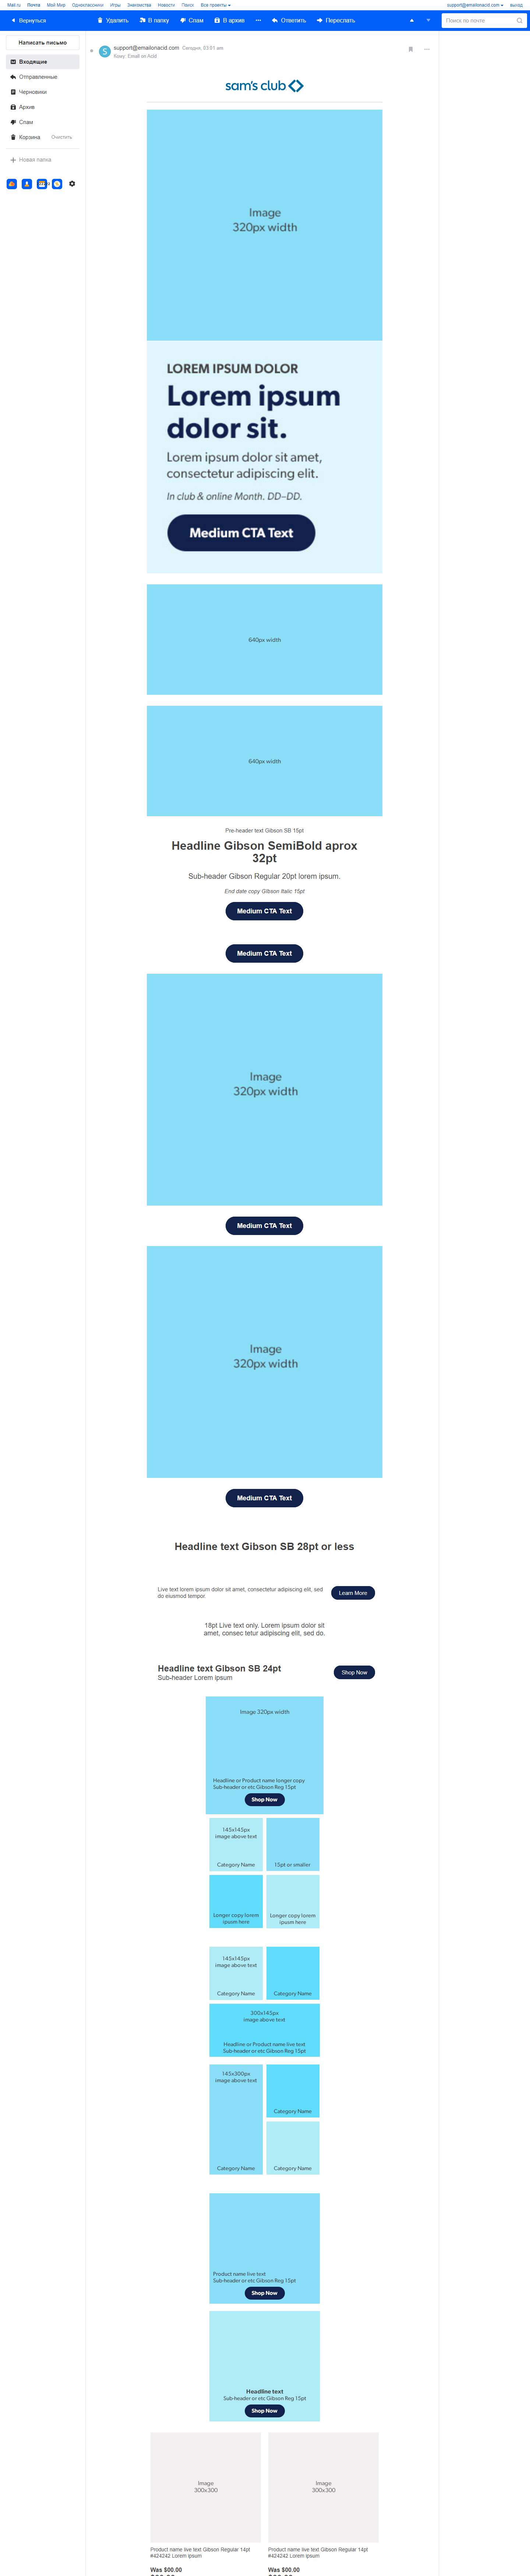 Mail.ru Почта Мой Мир Одноклассники Игры Знакомства Новости Поиск Все проекты support@emailonacid.com выход
Вернуться Удалить В папку Спам В архив Ответить Переслать Поиск по почте
Написать письмо
Входящие
Отправленные
Черновики
Архив
Спам
Корзина Очистить
Новая папка
S support@emailonacid.com Сегодня, 03:01 am
Кому: Email on Acid
sam's club
Image
320px width
LOREM IPSUM DOLOR
Lorem ipsum
dolor sit.
Lorem ipsum dolor sit amet,
consectetur adipiscing elit.
In club & online Month. DD–DD.
Medium CTA Text
640px width
640px width
Pre-header text Gibson SB 15pt
Headline Gibson SemiBold aprox
32pt
Sub-header Gibson Regular 20pt lorem ipsum.
End date copy Gibson Italic 15pt
Medium CTA Text
Medium CTA Text
Image
320px width
Medium CTA Text
Image
320px width
Medium CTA Text
Headline text Gibson SB 28pt or less
Live text lorem ipsum dolor sit amet, consectetur adipiscing elit, sed
do eiusmod tempor.
Learn More
18pt Live text only. Lorem ipsum dolor sit
amet, consec tetur adipiscing elit, sed do.
Headline text Gibson SB 24pt
Sub-header Lorem ipsum
Shop Now
Image 320px width
Headline or Product name longer copy
Sub-header or etc Gibson Reg 15pt
Shop Now
145x145px
image above text
Category Name 15pt or smaller
Longer copy lorem Longer copy lorem
ipusm here ipusm here
145x145px
image above text
Category Name Category Name
300x145px
image above text
Headline or Product name live text
Sub-header or etc Gibson Reg 15pt
145x300px
image above text
Category Name
Category Name Category Name
Product name live text
Sub-header or etc Gibson Reg 15pt
Shop Now
Headline text
Sub-header or etc Gibson Reg 15pt
Shop Now
Image Image
300x300 300x300
Product name live text Gibson Regular 14pt Product name live text Gibson Regular 14pt
#424242 Lorem ipsum #424242 Lorem ipsum
Was $00.00 Was $00.00